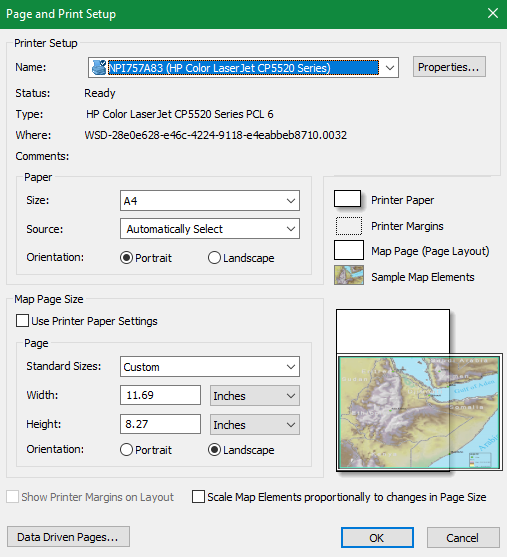 Page and Print Setup
Printer Setup
Name: NPI757A83 (HP Color LaserJet CP5520 Series) Properties...
Status: Ready
Type: HP Color LaserJet CP5520 Series PCL 6
Where: WSD-28e0e628-e46c-4224-9118-e4eabbeb8710.0032
Comments:
Paper
Size: A4
Source: Automatically Select
Orientation: Portrait Landscape
Printer Paper
Printer Margins
Map Page (Page Layout)
Sample Map Elements
Map Page Size
Use Printer Paper Settings
Page
Standard Sizes: Custom
Width: 11.69 Inches
Height: 8.27 Inches
Orientation: Portrait Landscape
Gulf of Aden
Somalia
Show Printer Margins on Layout Scale Map Elements proportionally to changes in Page Size
Data Driven Pages... OK Cancel